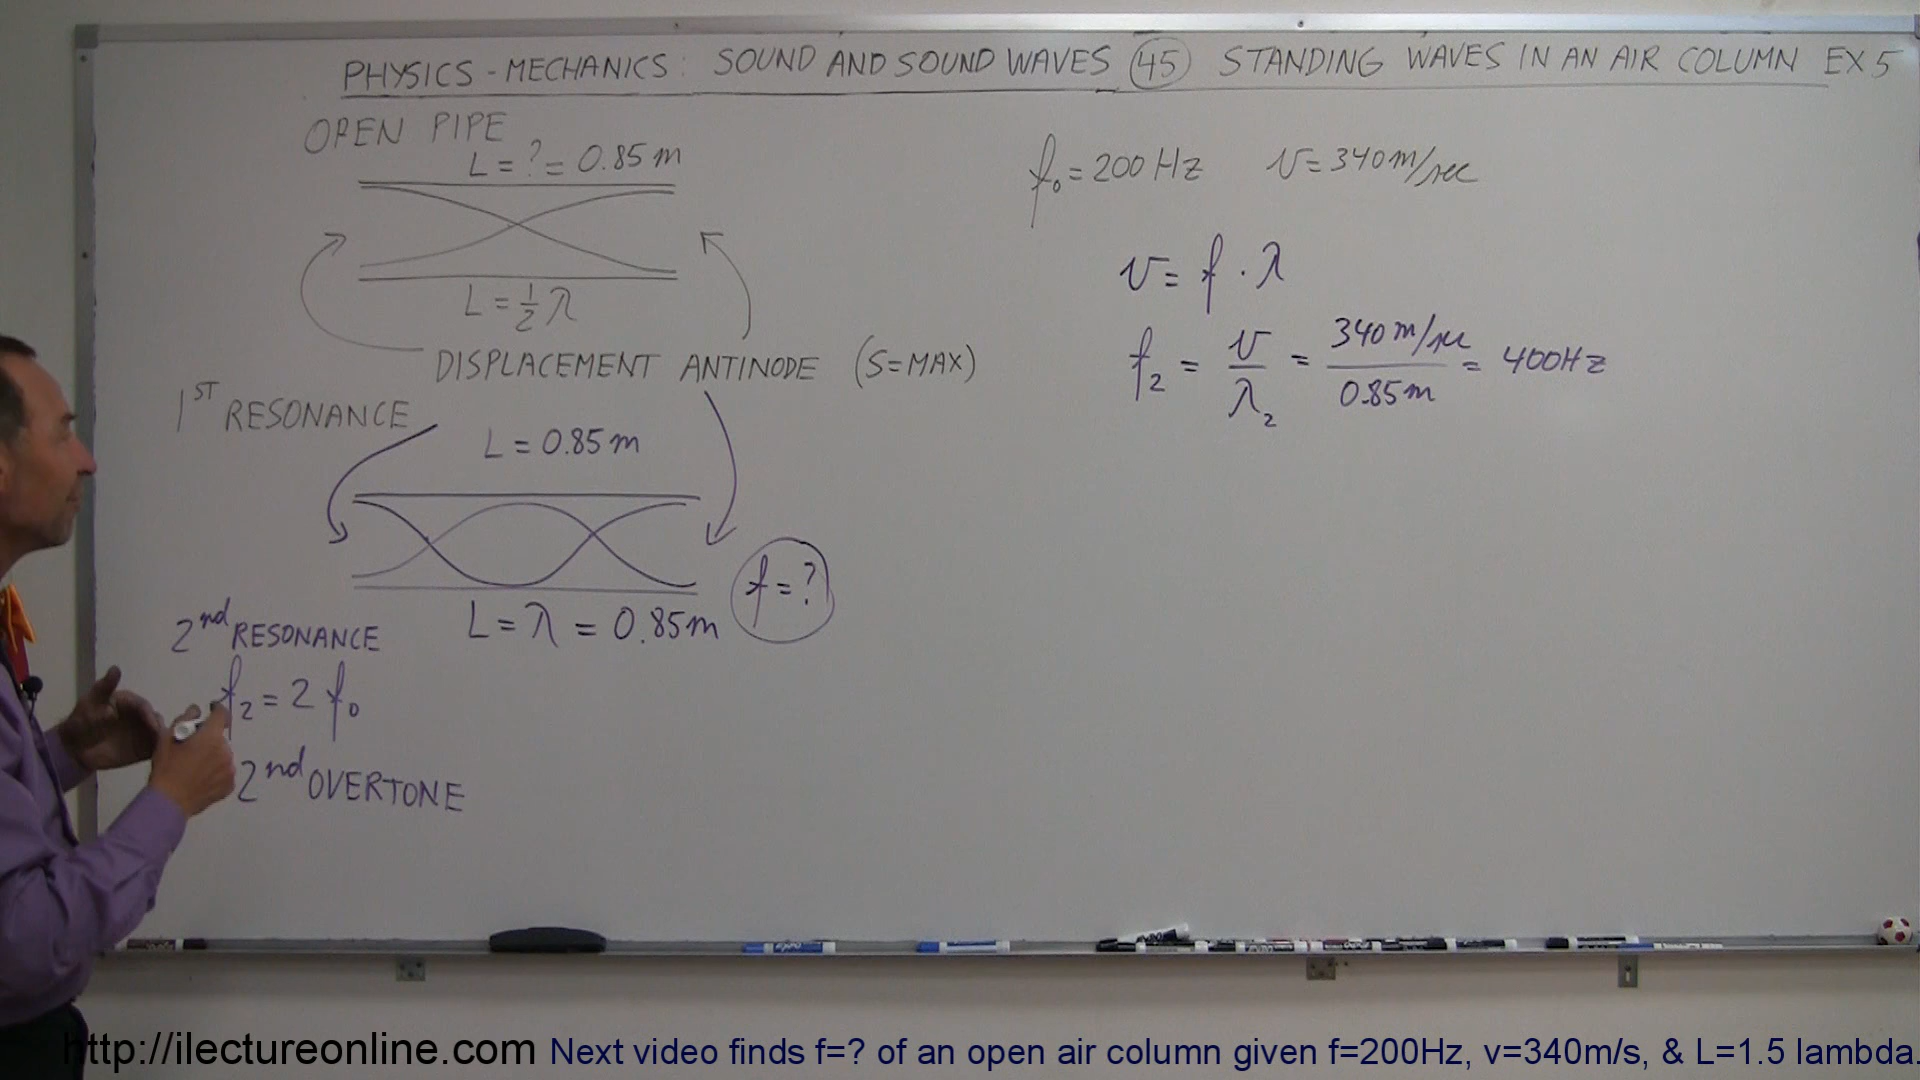 PHYSICS - MECHANICS: SOUND AND SOUND WAVES 45 STANDING WAVES IN AN AIR COLUMN EX 5
OPEN PIPE
L = ? = 0.85 m
L = 1/2 λ
DISPLACEMENT ANTINODE (S=MAX)
1ST RESONANCE
L = 0.85 m
f = ?
L = λ = 0.85 m
2nd RESONANCE
f₂ = 2 f₀
2nd OVERTONE
f₀ = 200 Hz v = 340 m/sec
v = f · λ
f₂ = v/λ₂ = 340 m/sec / 0.85 m = 400 Hz
http://ilectureonline.com Next video finds f=? of an open air column given f=200Hz, v=340m/s, & L=1.5 lambda.